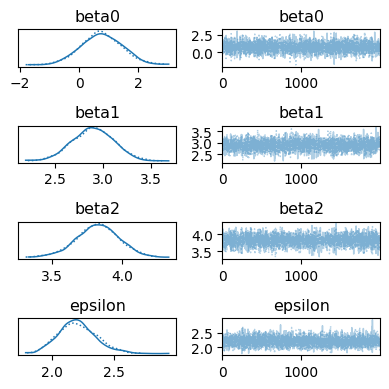 beta0 beta0
2.5
0.0
−2 0 2 0 1000
beta1 beta1
3.5
3.0
2.5
2.5 3.0 3.5 0 1000
beta2 beta2
4.0
3.5
3.5 4.0 0 1000
epsilon epsilon
2.5
2.0
2.0 2.5 0 1000